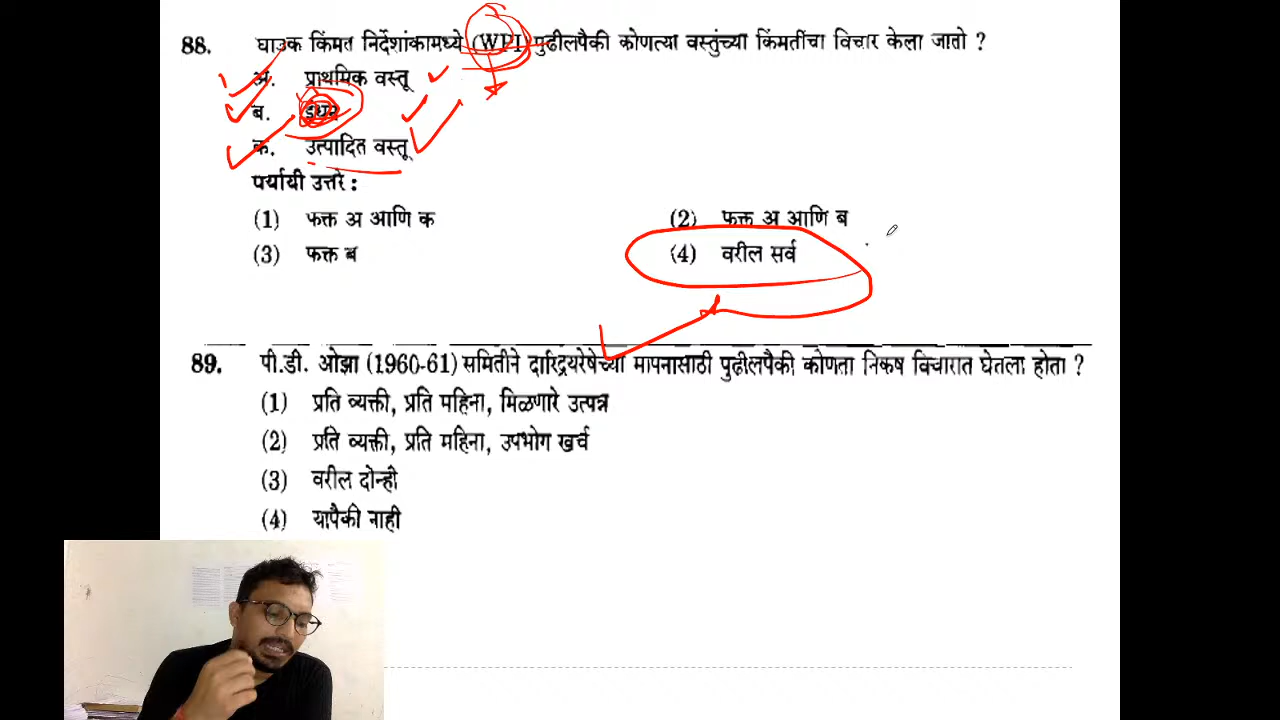 88. घाऊक किंमत निर्देशांकामध्ये (WPI) पुढीलपैकी कोणत्या वस्तुंच्या किंमतींचा विचार केला जातो ?
अ. प्राथमिक वस्तू
ब. इंधन
क. उत्पादित वस्तू
पर्यायी उत्तरे :
(1) फक्त अ आणि क (2) फक्त अ आणि ब
(3) फक्त ब (4) वरील सर्व
89. पी.डी. ओझा (1960-61) समितीने दारिद्र्यरेषेच्या मापनासाठी पुढीलपैकी कोणता निकष विचारात घेतला होता ?
(1) प्रति व्यक्ती, प्रति महिना, मिळणारे उत्पन्न
(2) प्रति व्यक्ती, प्रति महिना, उपभोग खर्च
(3) वरील दोन्ही
(4) यापैकी नाही